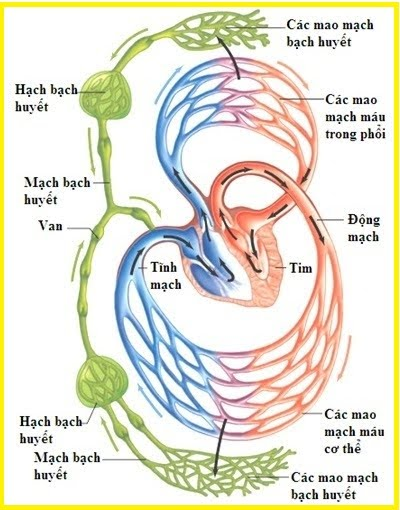 Các mao mạch
bạch huyết
Hạch bạch
huyết
Các mao
mạch máu
trong phổi
Mạch bạch
huyết
Van
Động
mạch
Tĩnh
mạch
Tim
Các mao
mạch máu
cơ thể
Hạch bạch
huyết
Mạch bạch
huyết
Các mao mạch
bạch huyết